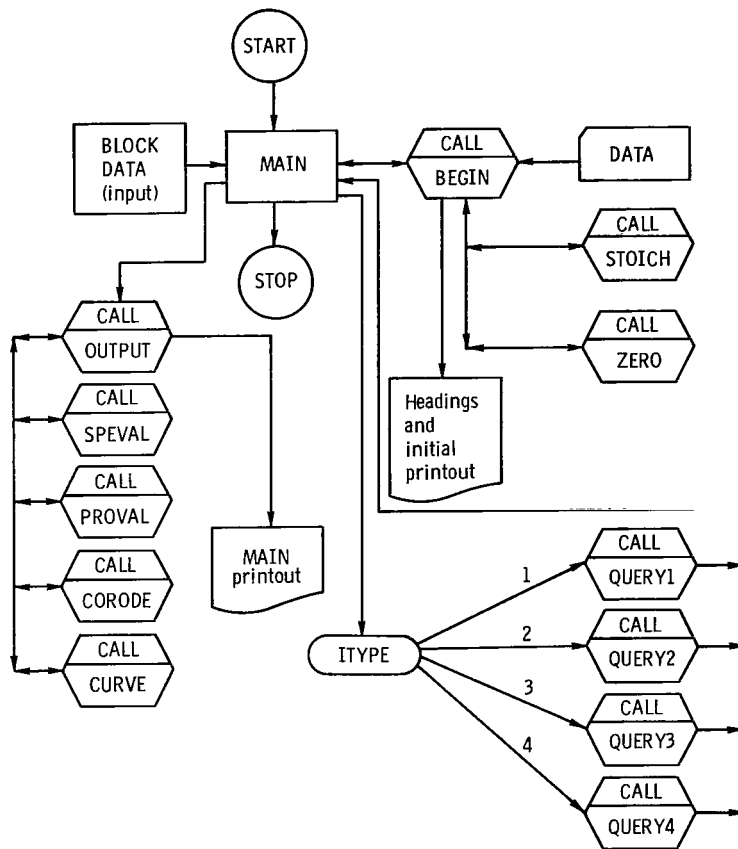 START
BLOCK
DATA
(input)
MAIN
CALL
BEGIN
DATA
CALL
STOICH
STOP
CALL
OUTPUT
CALL
ZERO
CALL
SPEVAL
Headings
and
initial
printout
CALL
PROVAL
MAIN
printout
CALL
CORODE
CALL
CURVE
ITYPE
1
CALL
QUERY1
2
CALL
QUERY2
3
CALL
QUERY3
4
CALL
QUERY4